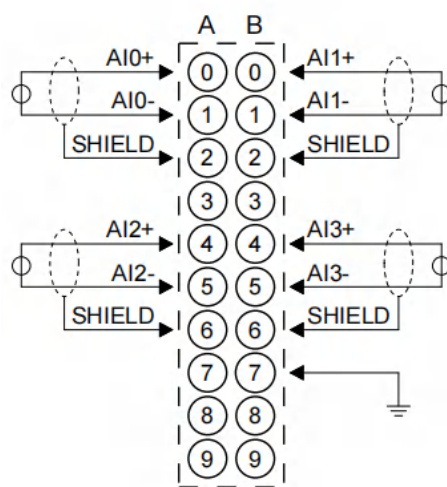 A B
AI0+ 0 0 AI1+
AI0- 1 1 AI1-
SHIELD 2 2 SHIELD
3 3
AI2+ 4 4 AI3+
AI2- 5 5 AI3-
SHIELD 6 6 SHIELD
7 7
8 8
9 9